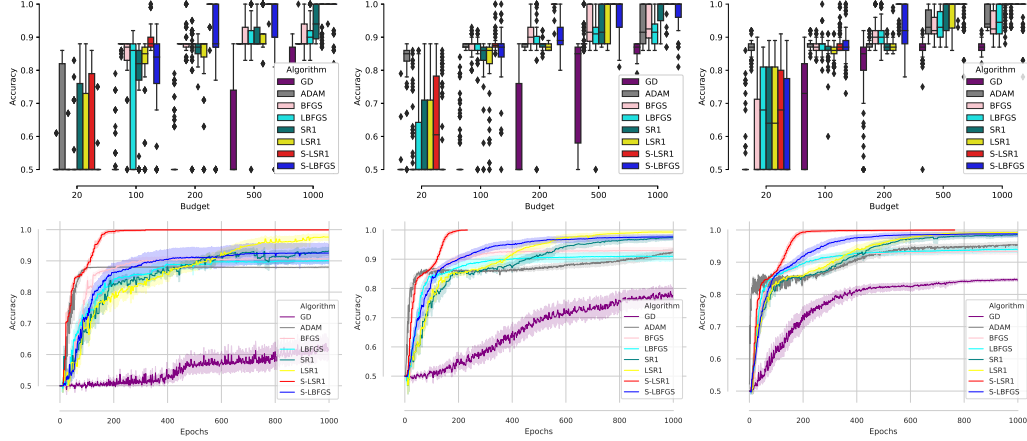 1.0
0.9
0.8
0.7
0.6
0.5
Accuracy
20
100
200
500
1000
Budget
Algorithm
GD
ADAM
BFGS
LBFGS
SR1
LSR1
S-LSR1
S-LBFGS
1.0
0.9
0.8
0.7
0.6
0.5
Accuracy
20
100
200
500
1000
Budget
Algorithm
GD
ADAM
BFGS
LBFGS
SR1
LSR1
S-LSR1
S-LBFGS
1.0
0.9
0.8
0.7
0.6
0.5
Accuracy
20
100
200
500
1000
Budget
Algorithm
GD
ADAM
BFGS
LBFGS
SR1
LSR1
S-LSR1
S-LBFGS
1.0
0.9
0.8
0.7
0.6
0.5
Accuracy
0
200
400
600
800
1000
Epochs
Algorithm
GD
ADAM
BFGS
LBFGS
SR1
LSR1
S-LSR1
S-LBFGS
1.0
0.9
0.8
0.7
0.6
0.5
Accuracy
0
200
400
600
800
1000
Epochs
Algorithm
GD
ADAM
BFGS
LBFGS
SR1
LSR1
S-LSR1
S-LBFGS
1.0
0.9
0.8
0.7
0.6
0.5
Accuracy
0
200
400
600
800
1000
Epochs
Algorithm
GD
ADAM
BFGS
LBFGS
SR1
LSR1
S-LSR1
S-LBFGS